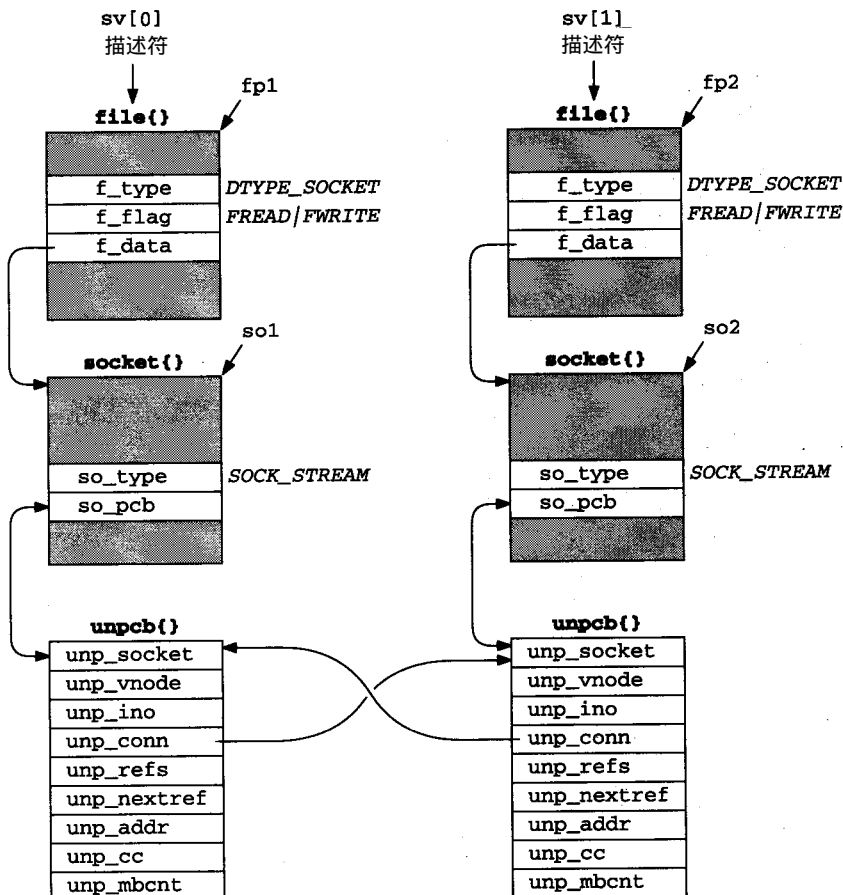 sv[0]
描述符
fp1
file{}
f_type
DTYPE_SOCKET
f_flag
FREAD/FWRITE
f_data
so1
socket{}
so_type
SOCK_STREAM
so_pcb
unpcb{}
unp_socket
unp_vnode
unp_ino
unp_conn
unp_refs
unp_nextref
unp_addr
unp_cc
unp_mbcnt
sv[1]
描述符
fp2
file{}
f_type
DTYPE_SOCKET
f_flag
FREAD/FWRITE
f_data
so2
socket{}
so_type
SOCK_STREAM
so_pcb
unpcb{}
unp_socket
unp_vnode
unp_ino
unp_conn
unp_refs
unp_nextref
unp_addr
unp_cc
unp_mbcnt